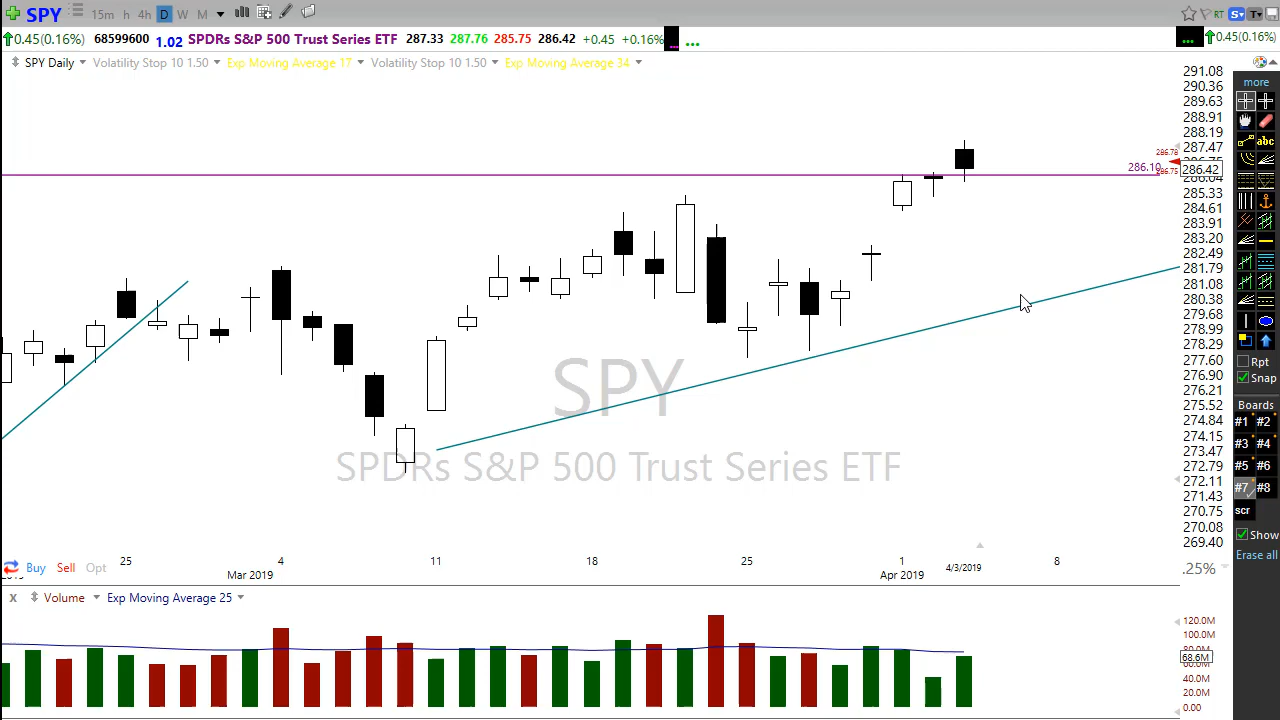 SPY 15m h 4h D W M RT S T
0.45(0.16%) 68599600 1.02 SPDRs S&P 500 Trust Series ETF 287.33 287.76 285.75 286.42 +0.45 +0.16% ... 0.45(0.16%)
SPY Daily Volatility Stop 10 1.50 Exp Moving Average 17 Volatility Stop 10 1.50 Exp Moving Average 34
291.08
290.36
289.63
288.91
288.19
287.47
286.78
286.10
286.75
286.42
285.33
284.61
283.91
283.20
282.49
281.79
281.08
280.38
279.68
278.99
278.29
277.60
276.90
276.21
275.52
274.84
274.15
273.47
272.79
272.11
271.43
270.75
270.08
269.40
SPY
SPDRs S&P 500 Trust Series ETF
more
abc
Rpt
Snap
Boards
#1 #2
#3 #4
#5 #6
#7 #8
scr
Show
Erase all
Buy Sell Opt
25 4 11 18 25 1 8
Mar 2019 Apr 2019 4/3/2019
.25%
X Volume Exp Moving Average 25
120.0M
100.0M
68.6M
60.0M
40.0M
20.0M
0.00